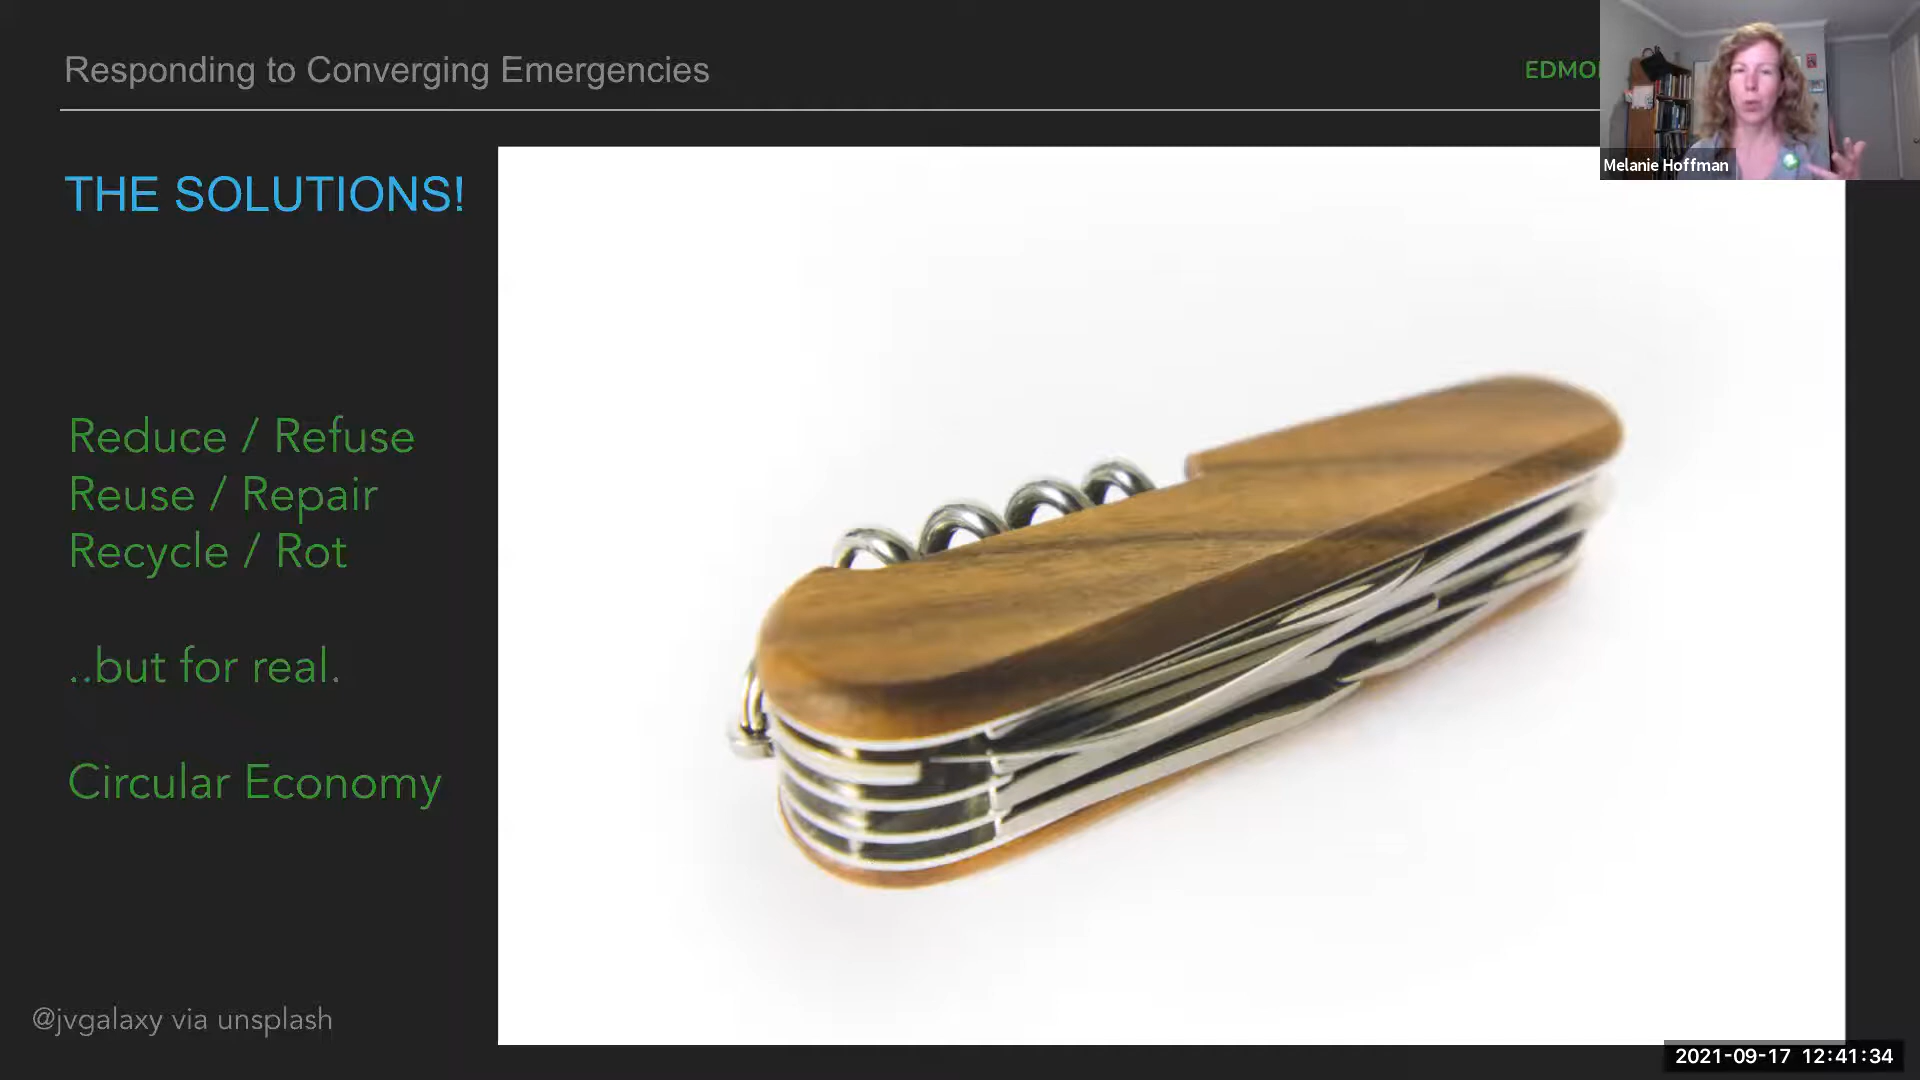 Responding to Converging Emergencies
Melanie Hoffman
THE SOLUTIONS!
Reduce / Refuse
Reuse / Repair
Recycle / Rot
..but for real.
Circular Economy
@jvgalaxy via unsplash
2021-09-17 12:41:34